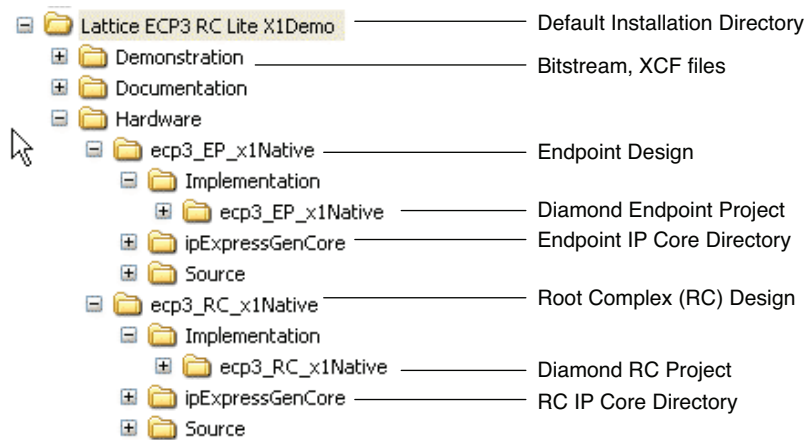 Lattice ECP3 RC Lite X1Demo Default Installation Directory
Demonstration Bitstream, XCF files
Documentation
Hardware
ecp3_EP_x1Native Endpoint Design
Implementation
ecp3_EP_x1Native Diamond Endpoint Project
ipExpressGenCore Endpoint IP Core Directory
Source
ecp3_RC_x1Native Root Complex (RC) Design
Implementation
ecp3_RC_x1Native Diamond RC Project
ipExpressGenCore RC IP Core Directory
Source